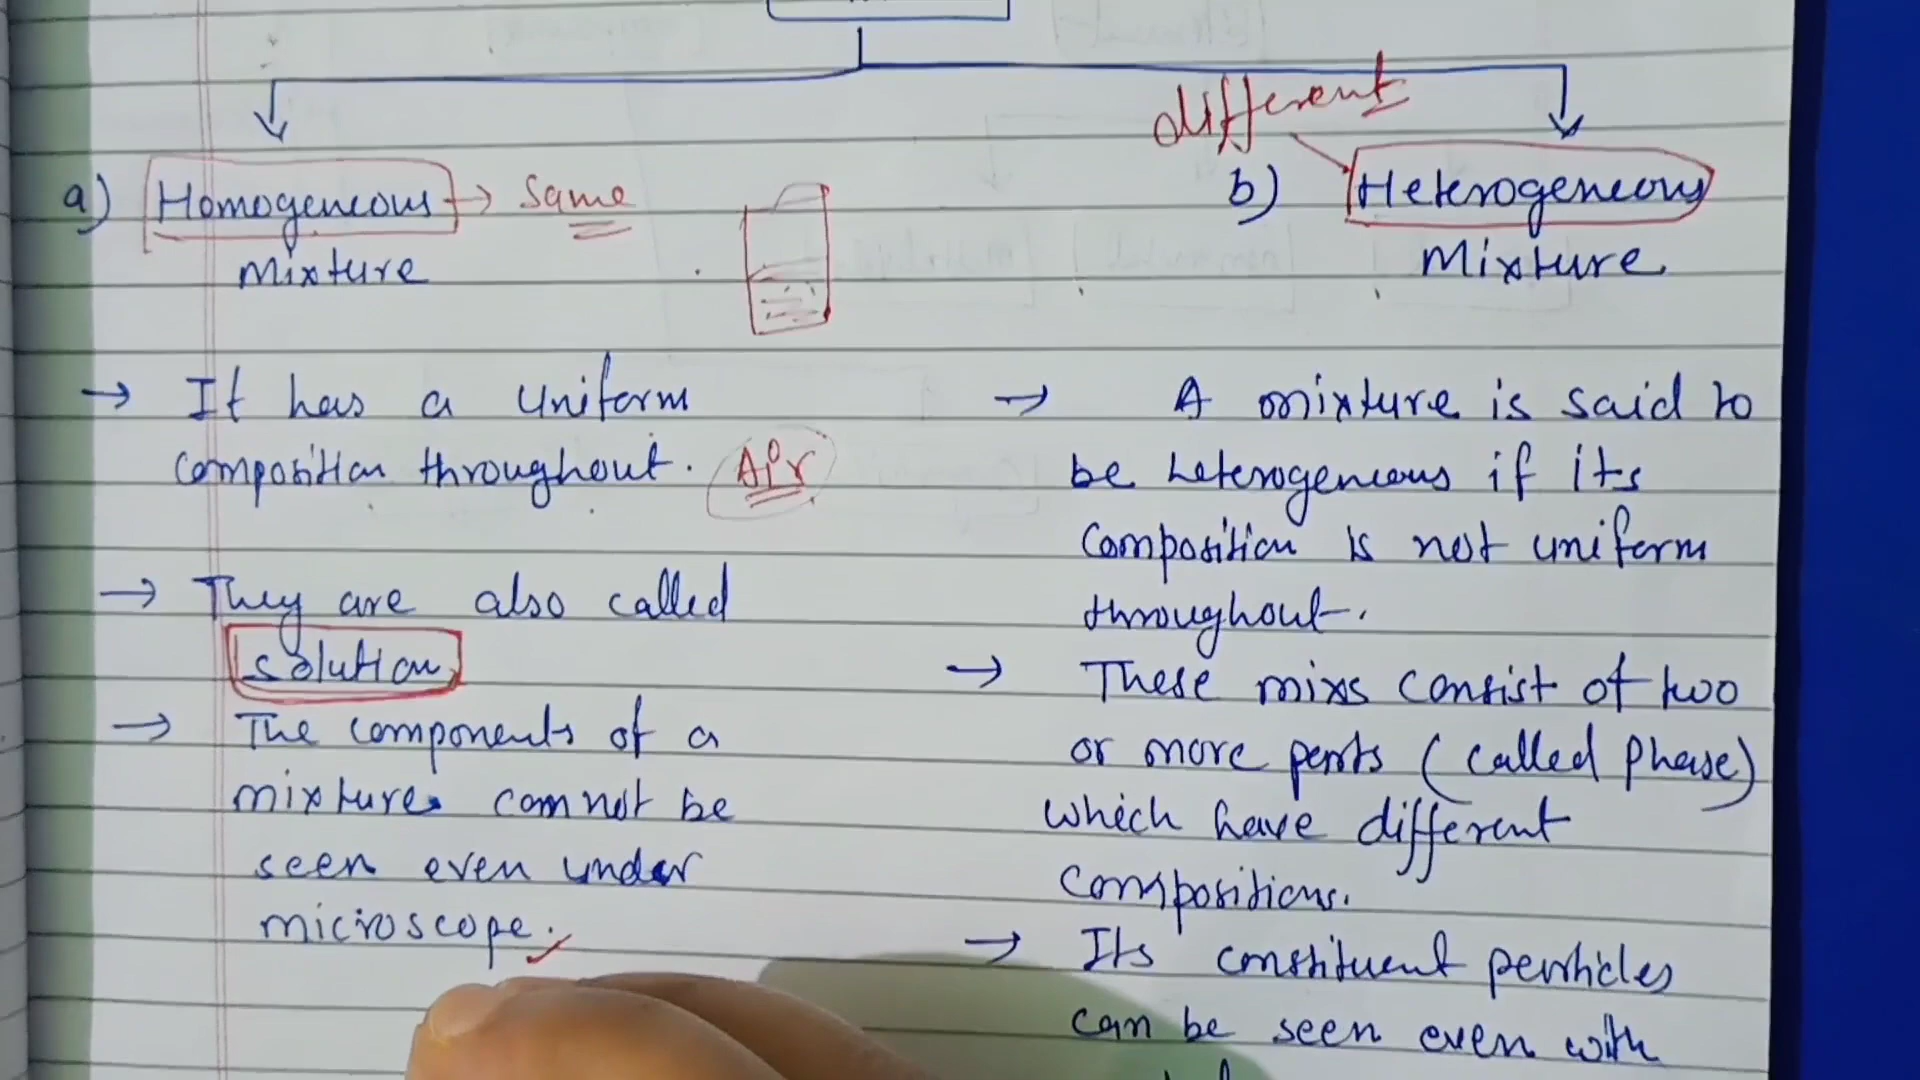 different
a) Homogeneous → Same
mixture
b) Heterogeneous
Mixture
→ It has a uniform
composition throughout. Air
→ They are also called
solution
→ The components of a
mixture cannot be
seen even under
microscope.
→ A mixture is said to
be heterogeneous if its
Composition is not uniform
throughout.
→ These mixs consist of two
or more parts (called Phase)
which have different
compositions.
→ Its constituent particles
can be seen even with